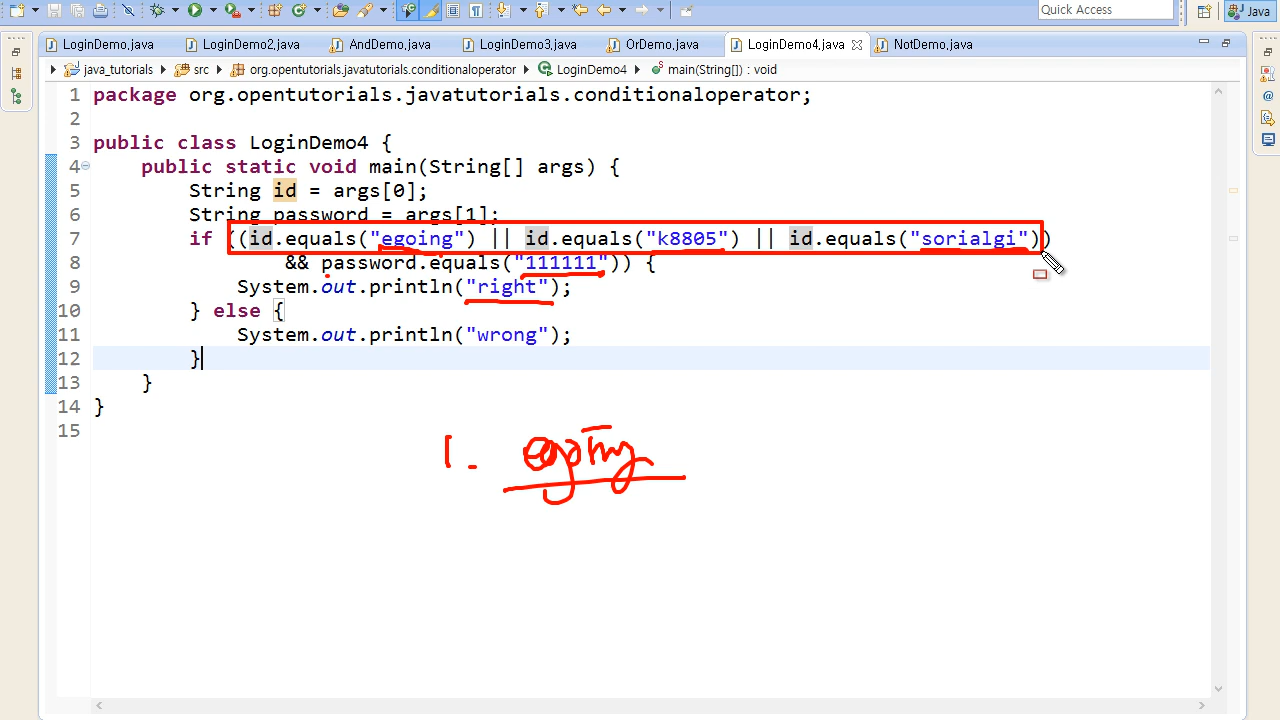 Quick Access
Java
LoginDemo.java LoginDemo2.java AndDemo.java LoginDemo3.java OrDemo.java LoginDemo4.java NotDemo.java
java_tutorials src org.opentutorials.javatutorials.conditionaloperator LoginDemo4 main(String[]) : void
1 package org.opentutorials.javatutorials.conditionaloperator;
2
3 public class LoginDemo4 {
4 public static void main(String[] args) {
5 String id = args[0];
6 String password = args[1];
7 if ((id.equals("egoing") || id.equals("k8805") || id.equals("sorialgi"))
8 && password.equals("111111")) {
9 System.out.println("right");
10 } else {
11 System.out.println("wrong");
12 }
13 }
14 }
15
1. egoing